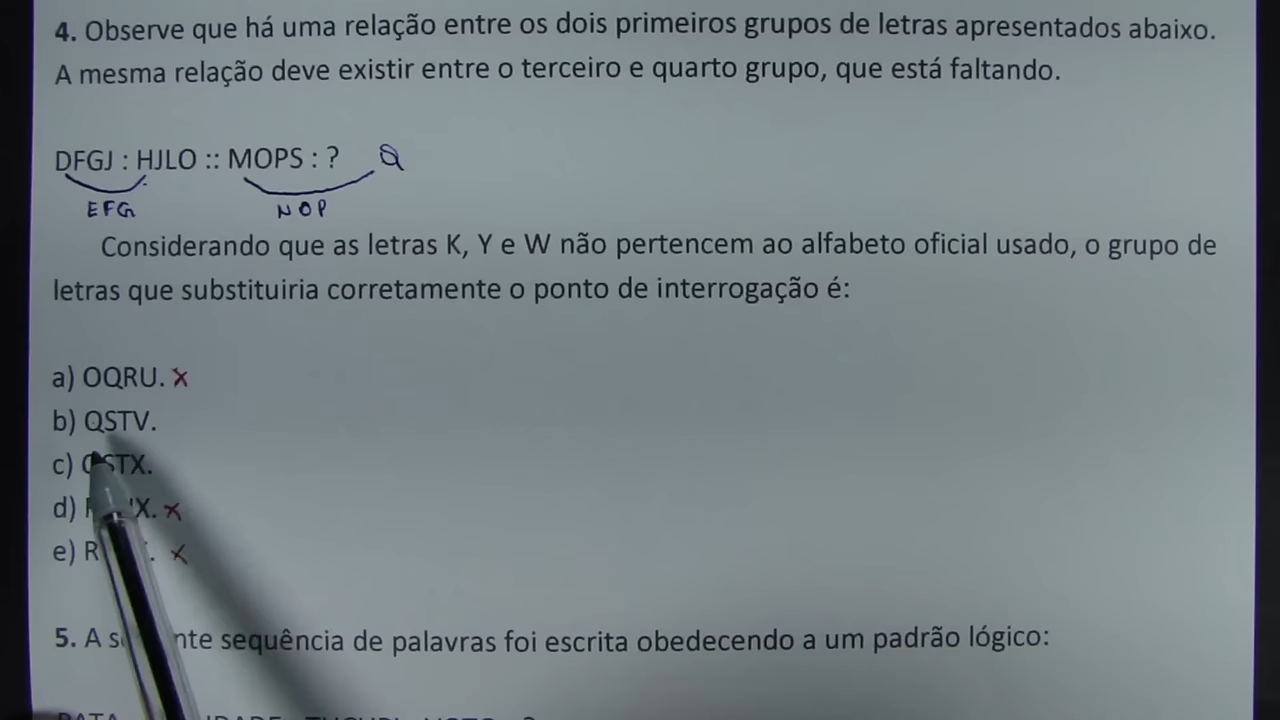 4. Observe que há uma relação entre os dois primeiros grupos de letras apresentados abaixo.
A mesma relação deve existir entre o terceiro e quarto grupo, que está faltando.
DFGJ : HJLO :: MOPS : ? Q
EFG NOP
Considerando que as letras K, Y e W não pertencem ao alfabeto oficial usado, o grupo de
letras que substituiria corretamente o ponto de interrogação é:
a) OQRU. x
b) QSTV.
c) QSTX.
d) X. x
e) R . x
5. A sequência de palavras foi escrita obedecendo a um padrão lógico: